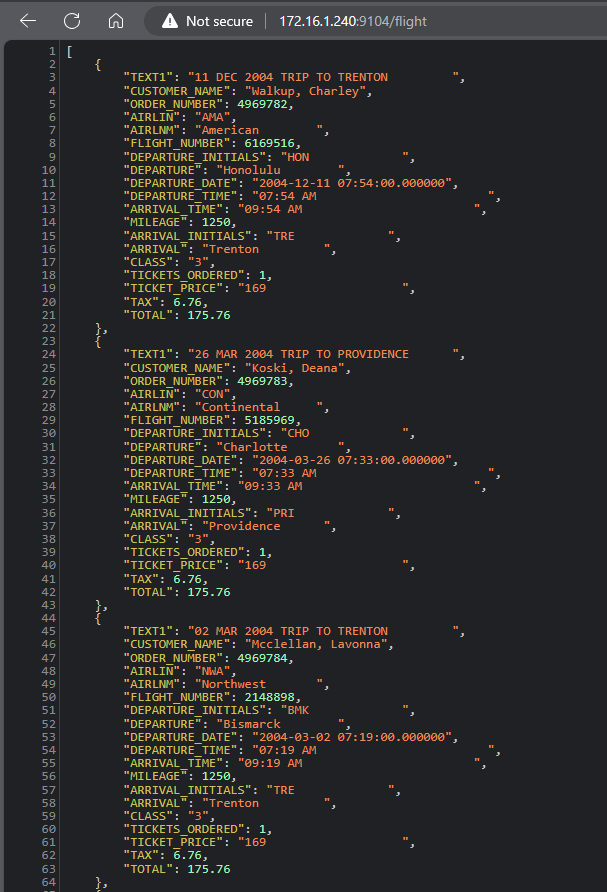 Not secure | 172.16.1.240:9104/flight
1 [
2     {
3         "TEXT1": "11 DEC 2004 TRIP TO TRENTON         ",
4         "CUSTOMER_NAME": "Walkup, Charley",
5         "ORDER_NUMBER": 4969782,
6         "AIRLIN": "AMA",
7         "AIRLNM": "American        ",
8         "FLIGHT_NUMBER": 6169516,
9         "DEPARTURE_INITIALS": "HON             ",
10         "DEPARTURE": "Honolulu        ",
11         "DEPARTURE_DATE": "2004-12-11 07:54:00.000000",
12         "DEPARTURE_TIME": "07:54 AM                        ",
13         "ARRIVAL_TIME": "09:54 AM                        ",
14         "MILEAGE": 1250,
15         "ARRIVAL_INITIALS": "TRE             ",
16         "ARRIVAL": "Trenton         ",
17         "CLASS": "3",
18         "TICKETS_ORDERED": 1,
19         "TICKET_PRICE": "169                   ",
20         "TAX": 6.76,
21         "TOTAL": 175.76
22     },
23     {
24         "TEXT1": "26 MAR 2004 TRIP TO PROVIDENCE      ",
25         "CUSTOMER_NAME": "Koski, Deana",
26         "ORDER_NUMBER": 4969783,
27         "AIRLIN": "CON",
28         "AIRLNM": "Continental     ",
29         "FLIGHT_NUMBER": 5185969,
30         "DEPARTURE_INITIALS": "CHO             ",
31         "DEPARTURE": "Charlotte       ",
32         "DEPARTURE_DATE": "2004-03-26 07:33:00.000000",
33         "DEPARTURE_TIME": "07:33 AM                        ",
34         "ARRIVAL_TIME": "09:33 AM                        ",
35         "MILEAGE": 1250,
36         "ARRIVAL_INITIALS": "PRI             ",
37         "ARRIVAL": "Providence      ",
38         "CLASS": "3",
39         "TICKETS_ORDERED": 1,
40         "TICKET_PRICE": "169                   ",
41         "TAX": 6.76,
42         "TOTAL": 175.76
43     },
44     {
45         "TEXT1": "02 MAR 2004 TRIP TO TRENTON         ",
46         "CUSTOMER_NAME": "Mcclellan, Lavonna",
47         "ORDER_NUMBER": 4969784,
48         "AIRLIN": "NWA",
49         "AIRLNM": "Northwest       ",
50         "FLIGHT_NUMBER": 2148898,
51         "DEPARTURE_INITIALS": "BMK             ",
52         "DEPARTURE": "Bismarck        ",
53         "DEPARTURE_DATE": "2004-03-02 07:19:00.000000",
54         "DEPARTURE_TIME": "07:19 AM                        ",
55         "ARRIVAL_TIME": "09:19 AM                        ",
56         "MILEAGE": 1250,
57         "ARRIVAL_INITIALS": "TRE             ",
58         "ARRIVAL": "Trenton         ",
59         "CLASS": "3",
60         "TICKETS_ORDERED": 1,
61         "TICKET_PRICE": "169                   ",
62         "TAX": 6.76,
63         "TOTAL": 175.76
64     },